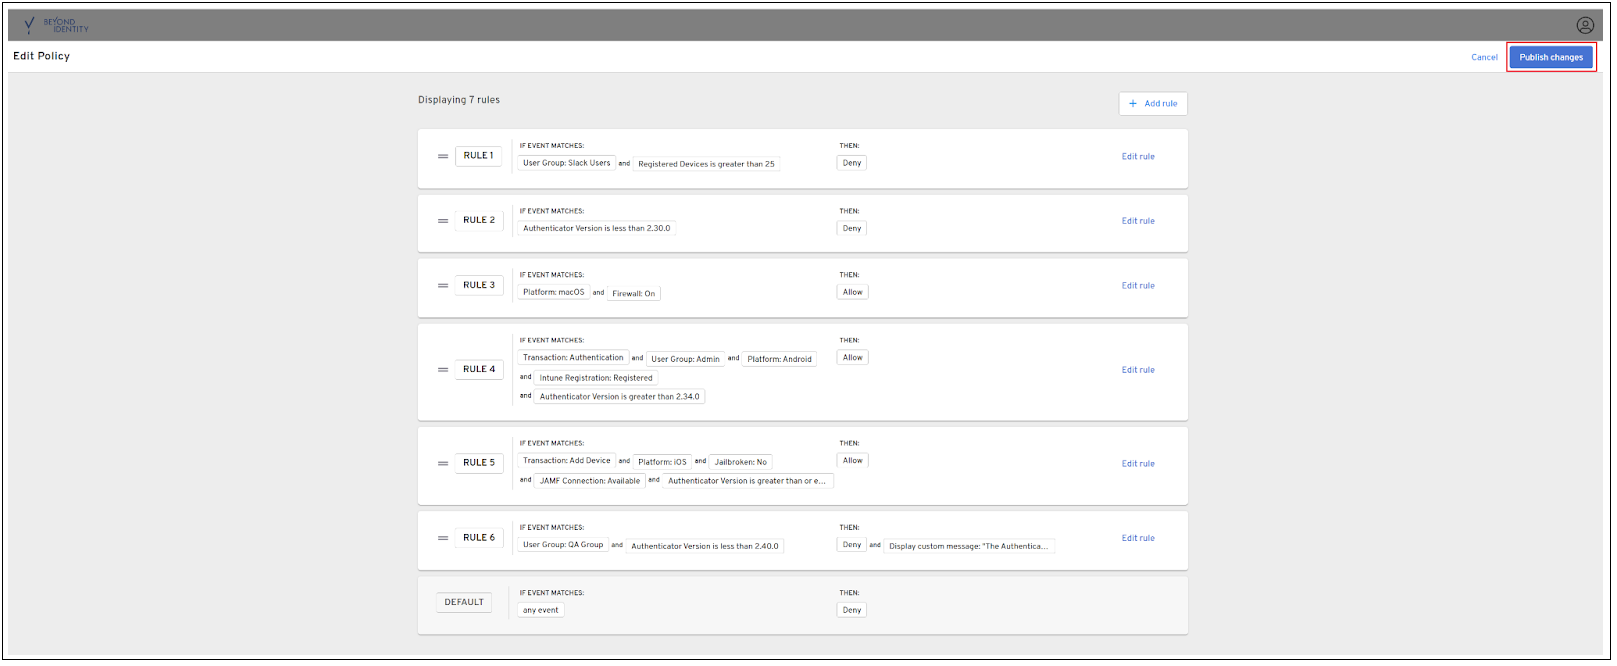 BEYOND
IDENTITY
Edit Policy
Cancel
Publish changes
Displaying 7 rules
+ Add rule
RULE 1
IF EVENT MATCHES:
User Group: Slack Users and Registered Devices is greater than 25
THEN:
Deny
Edit rule
RULE 2
IF EVENT MATCHES:
Authenticator Version is less than 2.30.0
THEN:
Deny
Edit rule
RULE 3
IF EVENT MATCHES:
Platform: macOS and Firewall: On
THEN:
Allow
Edit rule
RULE 4
IF EVENT MATCHES:
Transaction: Authentication and User Group: Admin and Platform: Android
and Intune Registration: Registered
and Authenticator Version is greater than 2.34.0
THEN:
Allow
Edit rule
RULE 5
IF EVENT MATCHES:
Transaction: Add Device and Platform: iOS and Jailbroken: No
and JAMF Connection: Available and Authenticator Version is greater than or e...
THEN:
Allow
Edit rule
RULE 6
IF EVENT MATCHES:
User Group: QA Group and Authenticator Version is less than 2.40.0
THEN:
Deny and Display custom message: "The Authentica...
Edit rule
DEFAULT
IF EVENT MATCHES:
any event
THEN:
Deny